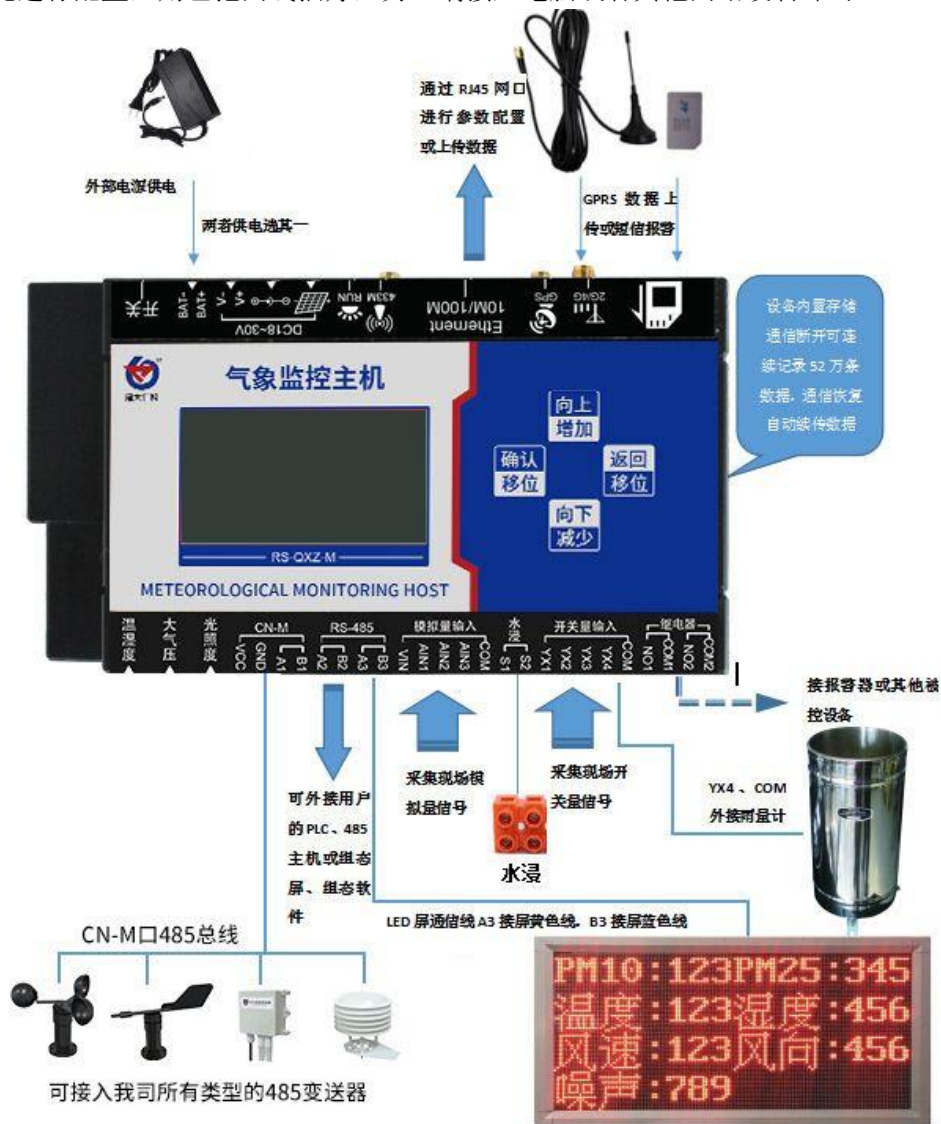 通过 RJ45 网口
进行参数配置
或上传数据
外部电源供电
两者供电选其一
GPRS 数据上
传或短信报警
开关
BAT-
BAT+
V-
V+
DC18~30V
RUN
433M
Ethernent
10M/100M
GPS
2G/4G
设备内置存储
通信断开可连
续记录 52 万条
数据，通信恢复
自动续传数据
气象监控主机
向上
增加
确认
移位
返回
移位
向下
减少
RS-QXZ-M
METEOROLOGICAL MONITORING HOST
温湿度
大气压
光照度
CN-M
VCC
GND
A1
B1
RS-485
A2
B2
A3
B3
模拟量输入
VIN
AIN1
AIN2
AIN3
COM
水浸
S1
S2
开关量输入
YX1
YX2
YX3
YX4
COM
继电器
NO1
COM1
NO2
COM2
接报警器或其他被
控设备
采集现场模
拟量信号
采集现场开
关量信号
YX4 、COM
外接雨量计
可外接用户
的 PLC、485
主机或组态
屏、组态软
件
水浸
LED 屏通信线 A3 接屏黄色线，B3 接屏蓝色线
CN-M口485总线
PM10:123PM25:345
温度:123湿度:456
风速:123风向:456
噪声:789
可接入我司所有类型的485变送器